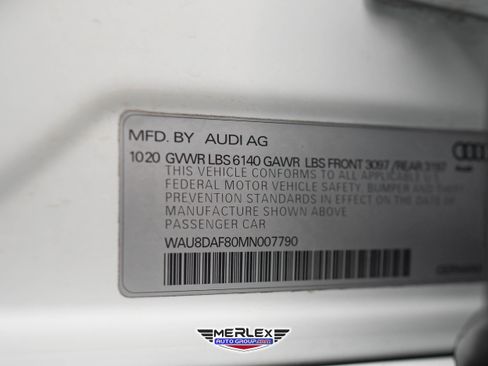 MFD. BY AUDI AG
1020 GVWR LBS 6140 GAWR LBS FRONT 3097 /REAR 3197
THIS VEHICLE CONFORMS TO ALL APPLICABLE U.S.
FEDERAL MOTOR VEHICLE SAFETY, BUMPER AND THEFT
PREVENTION STANDARDS IN EFFECT ON THE DATE OF
MANUFACTURE SHOWN ABOVE.
PASSENGER CAR
WAU8DAF80MN007790
MERLEX
AUTO GROUP.com